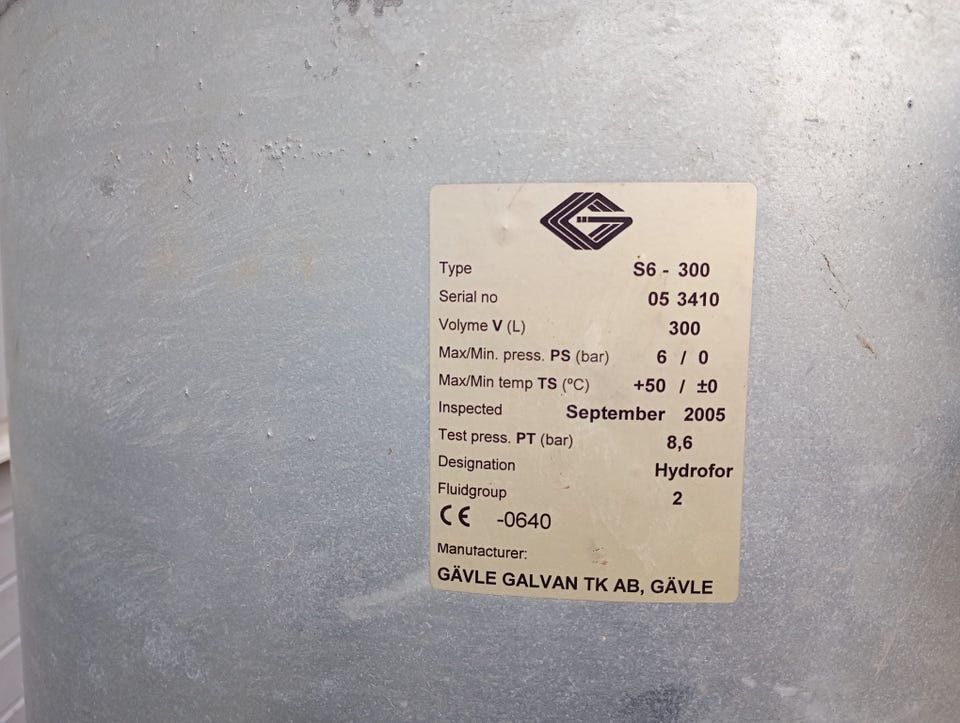 Type S6 - 300
Serial no 05 3410
Volyme V (L) 300
Max/Min. press. PS (bar) 6 / 0
Max/Min temp TS (ºC) +50 / ±0
Inspected September 2005
Test press. PT (bar) 8,6
Designation Hydrofor
Fluidgroup 2
CE -0640
Manufacturer:
GÄVLE GALVAN TK AB, GÄVLE